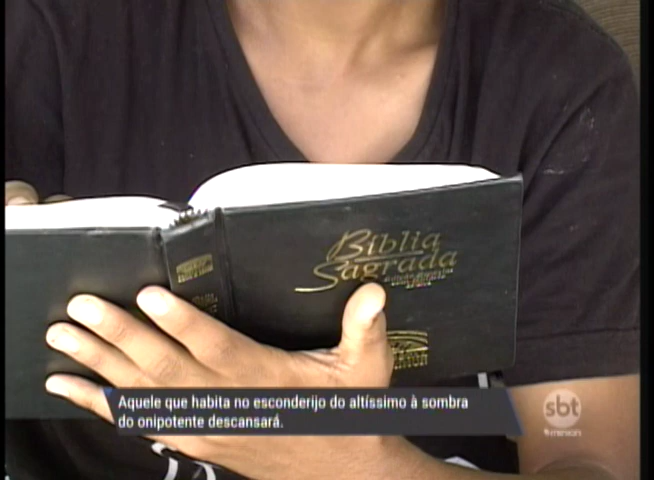 Bíblia
Sagrada
Aquele que habita no esconderijo do altíssimo à sombra
do onipotente descansará.
sbt